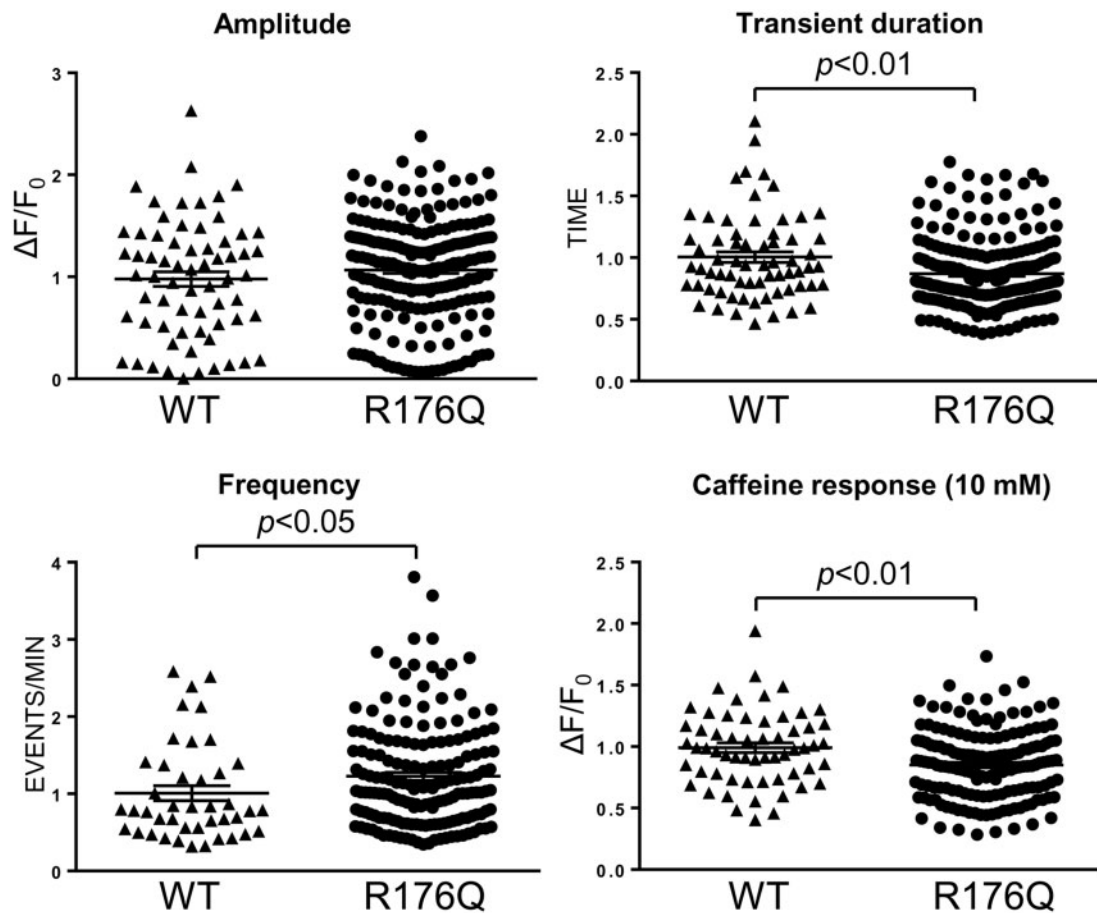 Amplitude
ΔF/F₀
3
2
1
0
WT R176Q
Transient duration
p<0.01
TIME
2.5
2.0
1.5
1.0
0.5
0.0
WT R176Q
Frequency
p<0.05
EVENTS/MIN
4
3
2
1
0
WT R176Q
Caffeine response (10 mM)
p<0.01
ΔF/F₀
2.5
2.0
1.5
1.0
0.5
0.0
WT R176Q